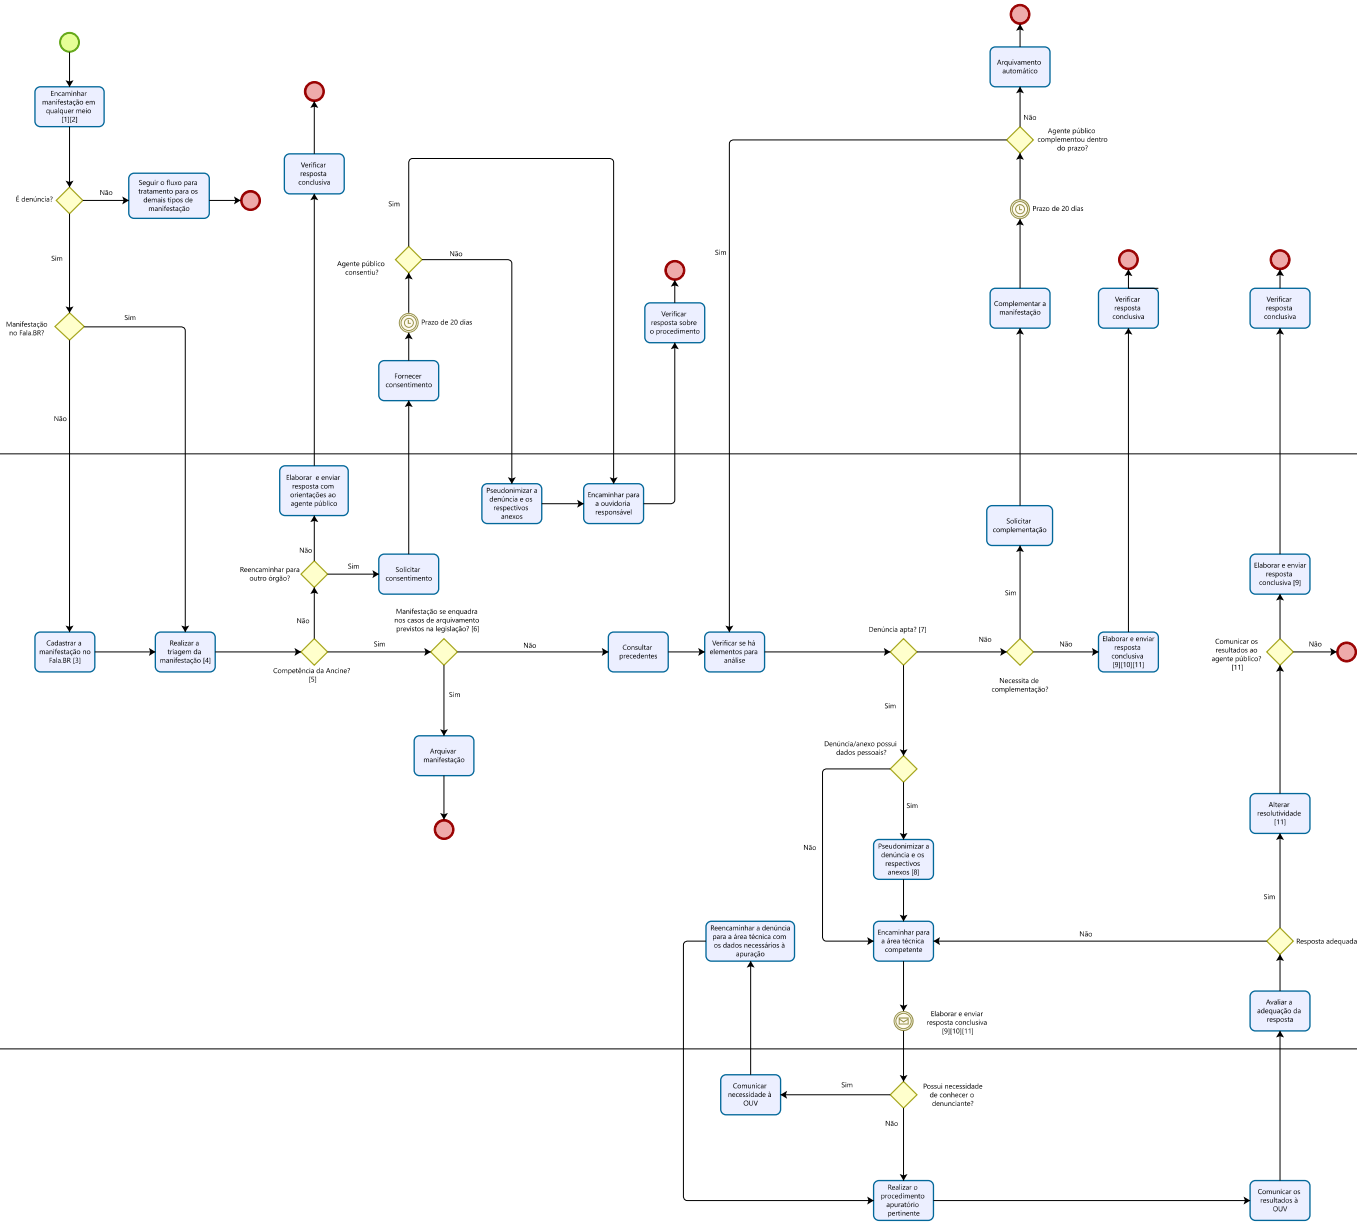 Encaminhar
manifestação em
qualquer meio
[1][2]
É denúncia?
Não
Seguir o fluxo para
tratamento para os
demais tipos de
manifestação
Sim
Manifestação
no Fala.BR?
Sim
Não
Verificar
resposta
conclusiva
Sim
Agente público
consentiu?
Não
Prazo de 20 dias
Fornecer
consentimento
Verificar
resposta sobre
o procedimento
Arquivamento
automático
Não
Agente público
complementou dentro
do prazo?
Prazo de 20 dias
Sim
Complementar a
manifestação
Verificar
resposta
conclusiva
Verificar
resposta
conclusiva
Elaborar e enviar
resposta com
orientações ao
agente público
Pseudonimizar a
denúncia e os
respectivos
anexos
Encaminhar para
a ouvidoria
responsável
Não
Reencaminhar para
outro órgão?
Sim
Solicitar
consentimento
Não
Solicitar
complementação
Sim
Elaborar e enviar
resposta
conclusiva [9]
Cadastrar a
manifestação no
Fala.BR [3]
Realizar a
triagem da
manifestação [4]
Competência da Ancine?
[5]
Sim
Manifestação se enquadra
nos casos de arquivamento
previstos na legislação? [6]
Não
Consultar
precedentes
Verificar se há
elementos para
análise
Denúncia apta? [7]
Não
Necessita de
complementação?
Não
Elaborar e enviar
resposta
conclusiva
[9][10][11]
Comunicar os
resultados ao
agente público?
[11]
Não
Sim
Arquivar
manifestação
Sim
Denúncia/anexo possui
dados pessoais?
Sim
Não
Pseudonimizar a
denúncia e os
respectivos
anexos [8]
Alterar
resolutividade
[11]
Sim
Reencaminhar a denúncia
para a área técnica com
os dados necessários à
apuração
Encaminhar para
a área técnica
competente
Não
Resposta adequada
Avaliar a
adequação da
resposta
Elaborar e enviar
resposta conclusiva
[9][10][11]
Comunicar
necessidade à
OUV
Sim
Possui necessidade
de conhecer o
denunciante?
Não
Realizar o
procedimento
apuratório
pertinente
Comunicar os
resultados à
OUV